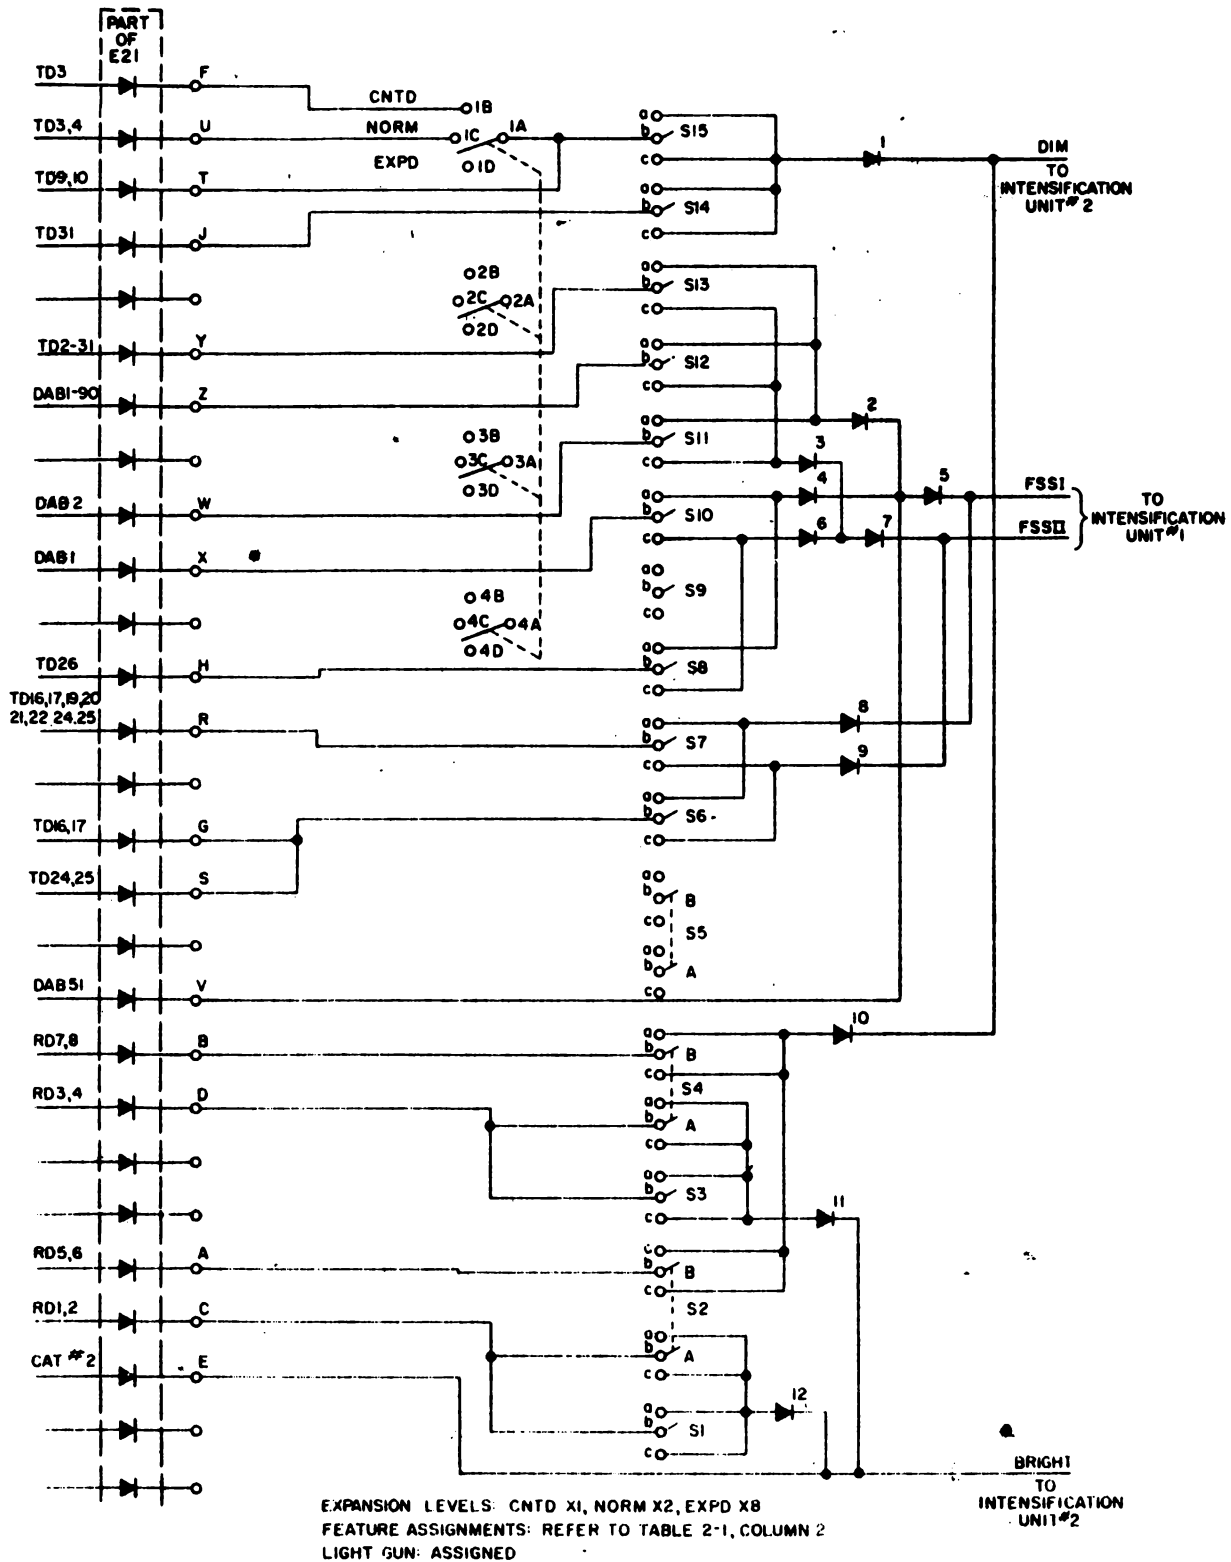 PART
OF
E21
TD3
F
CNTD
1B
TD3,4
U
NORM
1C
1A
EXPD
1D
TD9,10
T
TD31
J
2B
2C
2A
2D
TD2-31
Y
DAB1-90
Z
3B
3C
3A
3D
DAB 2
W
DAB1
X
4B
4C
4A
4D
TD26
H
TD16,17,19,20
21,22 24,25
R
TD16,17
G
TD24,25
S
DAB 51
V
RD7,8
B
RD3,4
D
RD5,6
A
RD1,2
C
CAT #2
E
a
b S15
c
a
b S14
c
a
b S13
c
a
b S12
c
a
b S11
c
a
b S10
c
a
b S9
c
a
b S8
c
a
b S7
c
a
b S6
c
a
b B
c
S5
a
b A
c
a
b B
c
S4
a
b A
c
a
b S3
c
c
b B
c
S2
a
b A
c
a
b S1
c
1
2
3
4
5
6
7
8
9
10
11
12
DIM
TO
INTENSIFICATION
UNIT #2
FSSI
FSSII
TO
INTENSIFICATION
UNIT #1
BRIGHT
TO
INTENSIFICATION
UNIT #2
EXPANSION LEVELS: CNTD X1, NORM X2, EXPD X8
FEATURE ASSIGNMENTS: REFER TO TABLE 2-1, COLUMN 2
LIGHT GUN: ASSIGNED